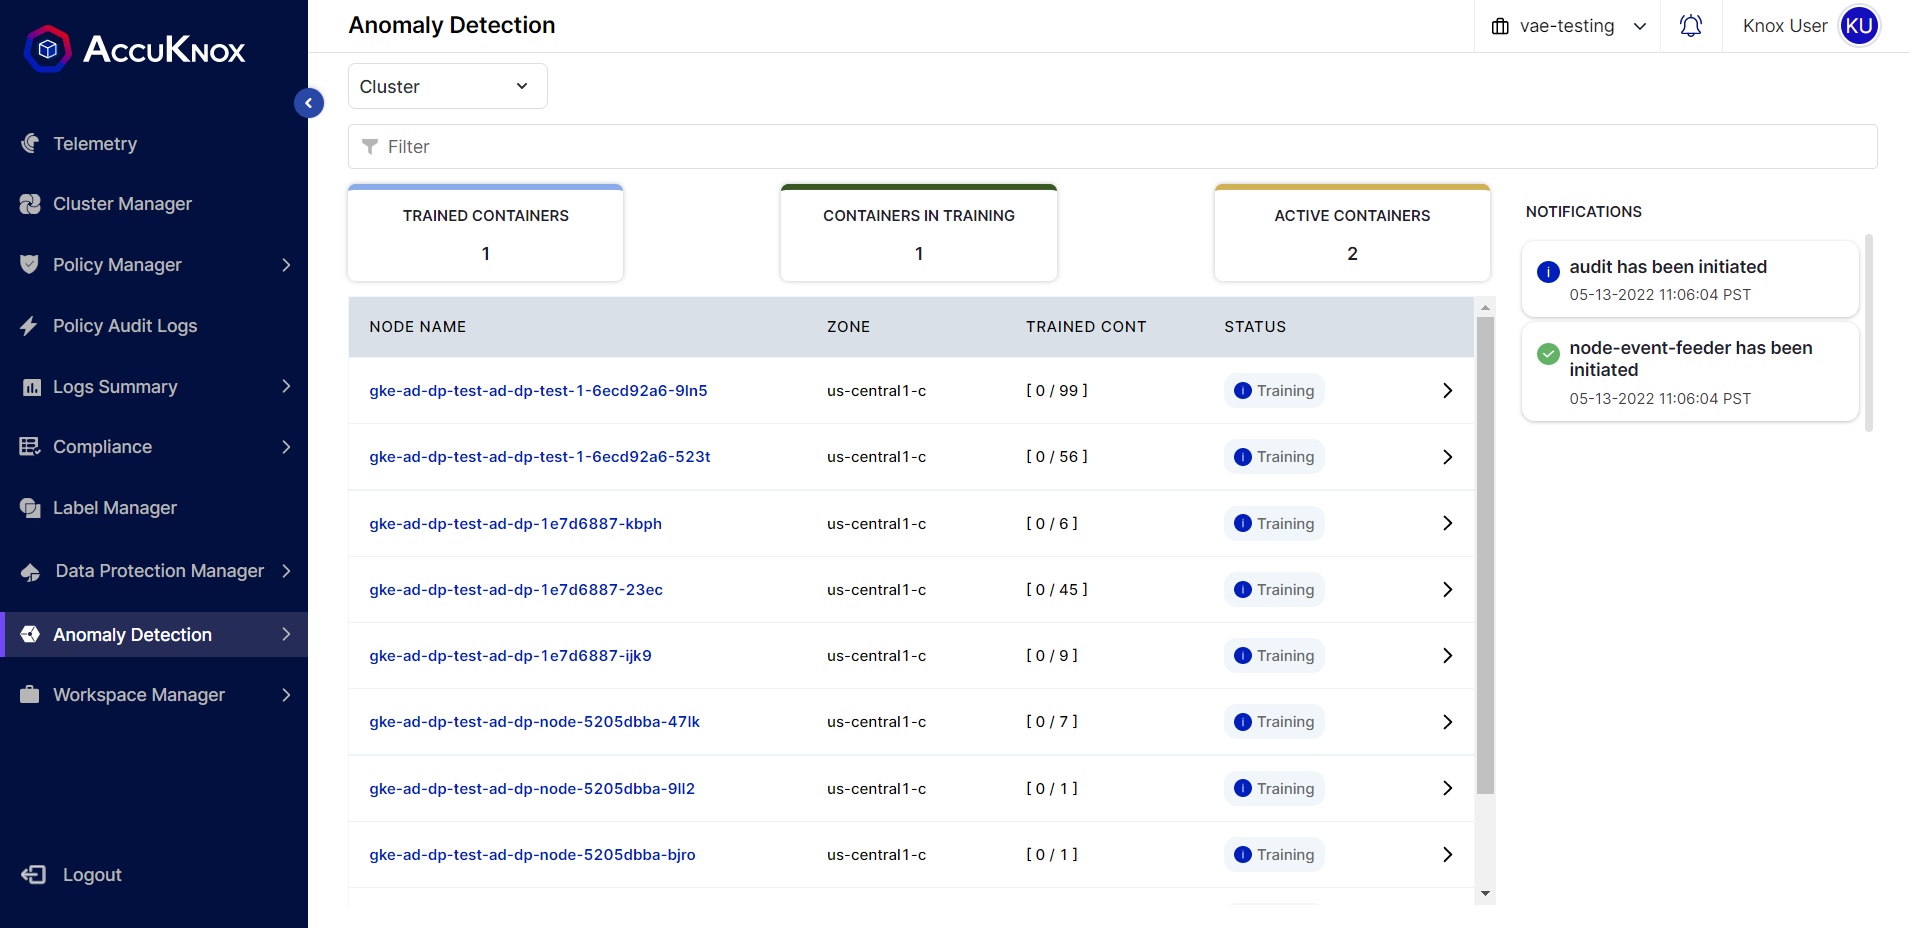 ACCUKNOX
Telemetry
Cluster Manager
Policy Manager
Policy Audit Logs
Logs Summary
Compliance
Label Manager
Data Protection Manager
Anomaly Detection
Workspace Manager
Logout
Anomaly Detection
vae-testing
Knox User
KU
Cluster
Filter
TRAINED CONTAINERS
1
CONTAINERS IN TRAINING
1
ACTIVE CONTAINERS
2
NODE NAME ZONE TRAINED CONT STATUS
gke-ad-dp-test-ad-dp-test-1-6ecd92a6-9ln5 us-central1-c [ 0 / 99 ] Training
gke-ad-dp-test-ad-dp-test-1-6ecd92a6-523t us-central1-c [ 0 / 56 ] Training
gke-ad-dp-test-ad-dp-1e7d6887-kbph us-central1-c [ 0 / 6 ] Training
gke-ad-dp-test-ad-dp-1e7d6887-23ec us-central1-c [ 0 / 45 ] Training
gke-ad-dp-test-ad-dp-1e7d6887-ijk9 us-central1-c [ 0 / 9 ] Training
gke-ad-dp-test-ad-dp-node-5205dbba-47lk us-central1-c [ 0 / 7 ] Training
gke-ad-dp-test-ad-dp-node-5205dbba-9ll2 us-central1-c [ 0 / 1 ] Training
gke-ad-dp-test-ad-dp-node-5205dbba-bjro us-central1-c [ 0 / 1 ] Training
NOTIFICATIONS
audit has been initiated
05-13-2022 11:06:04 PST
node-event-feeder has been
initiated
05-13-2022 11:06:04 PST